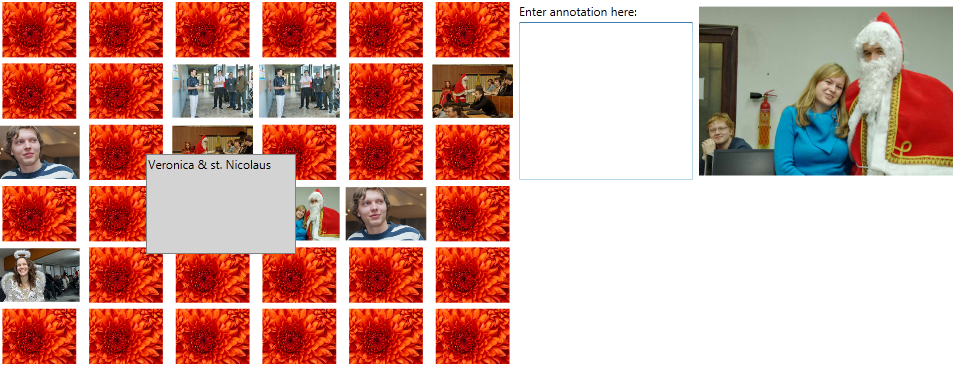 Enter annotation here:
Veronica & st. Nicolaus